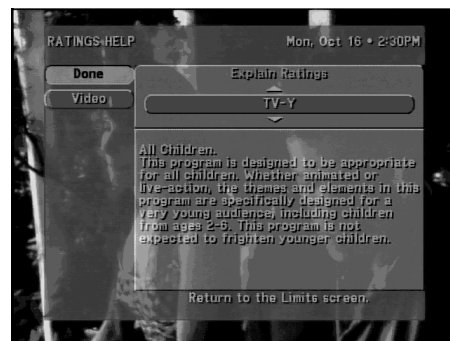 RATINGS HELP
Mon, Oct 16 • 2:30PM
Done
Explain Ratings
Video
TV-Y
All Children.
This program is designed to be appropriate
for all children. Whether animated or
live-action, the themes and elements in this
program are specifically designed for a
very young audience, including children
from ages 2-6. This program is not
expected to frighten younger children.
Return to the Limits screen.